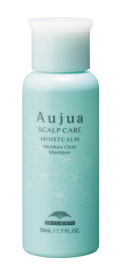 Aujua
SCALP CARE
MOISTCALM
Moisture Clear
Shampoo
50mL / 1.7 FL.OZ.